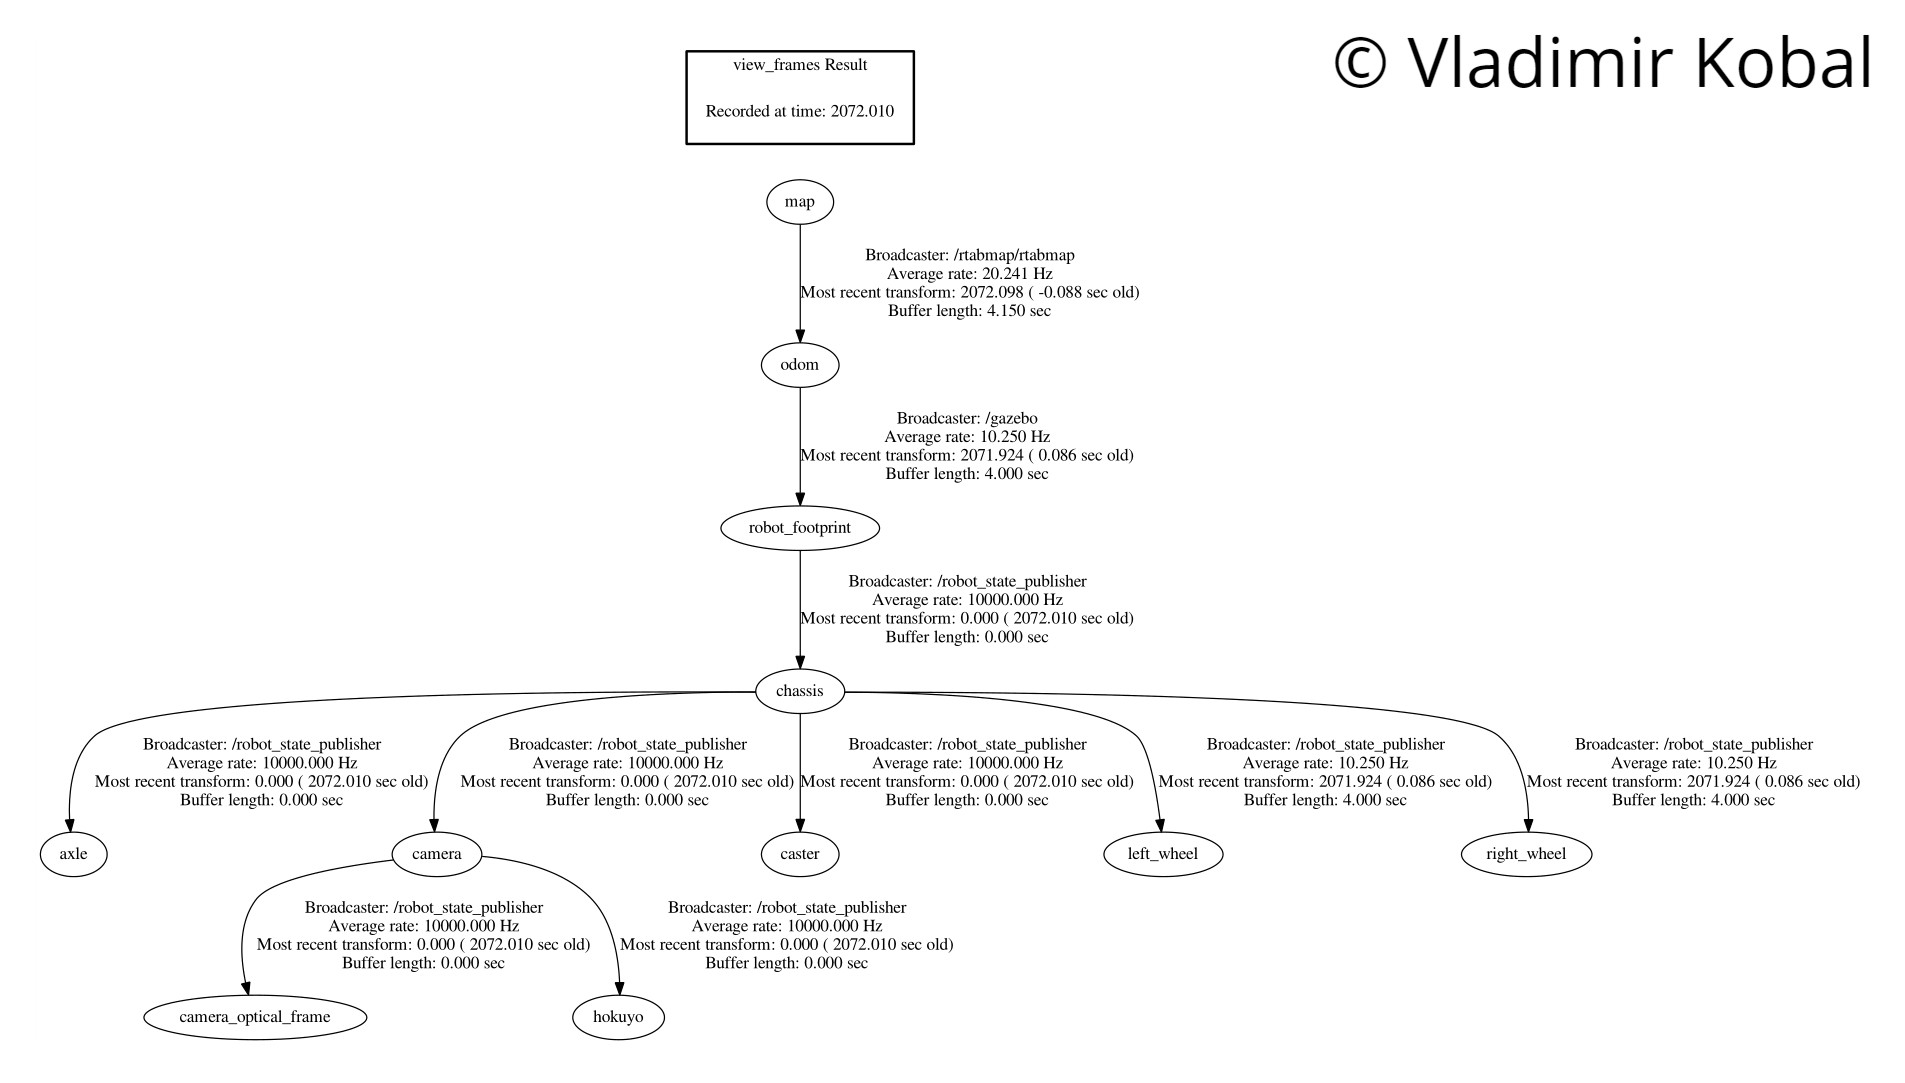 © Vladimir Kobal
view_frames Result
Recorded at time: 2072.010
map
Broadcaster: /rtabmap/rtabmap
Average rate: 20.241 Hz
Most recent transform: 2072.098 ( -0.088 sec old)
Buffer length: 4.150 sec
odom
Broadcaster: /gazebo
Average rate: 10.250 Hz
Most recent transform: 2071.924 ( 0.086 sec old)
Buffer length: 4.000 sec
robot_footprint
Broadcaster: /robot_state_publisher
Average rate: 10000.000 Hz
Most recent transform: 0.000 ( 2072.010 sec old)
Buffer length: 0.000 sec
chassis
Broadcaster: /robot_state_publisher
Average rate: 10000.000 Hz
Most recent transform: 0.000 ( 2072.010 sec old)
Buffer length: 0.000 sec
Broadcaster: /robot_state_publisher
Average rate: 10000.000 Hz
Most recent transform: 0.000 ( 2072.010 sec old)
Buffer length: 0.000 sec
Broadcaster: /robot_state_publisher
Average rate: 10000.000 Hz
Most recent transform: 0.000 ( 2072.010 sec old)
Buffer length: 0.000 sec
Broadcaster: /robot_state_publisher
Average rate: 10.250 Hz
Most recent transform: 2071.924 ( 0.086 sec old)
Buffer length: 4.000 sec
Broadcaster: /robot_state_publisher
Average rate: 10.250 Hz
Most recent transform: 2071.924 ( 0.086 sec old)
Buffer length: 4.000 sec
axle
camera
caster
left_wheel
right_wheel
Broadcaster: /robot_state_publisher
Average rate: 10000.000 Hz
Most recent transform: 0.000 ( 2072.010 sec old)
Buffer length: 0.000 sec
Broadcaster: /robot_state_publisher
Average rate: 10000.000 Hz
Most recent transform: 0.000 ( 2072.010 sec old)
Buffer length: 0.000 sec
camera_optical_frame
hokuyo